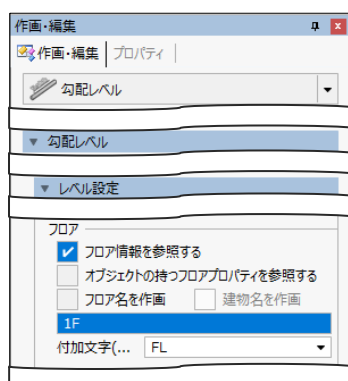 作画・編集
作画・編集 プロパティ
勾配レベル
勾配レベル
レベル設定
フロア
フロア情報を参照する
オブジェクトの持つフロアプロパティを参照する
フロア名を作画 建物名を作画
1F
付加文字(... FL